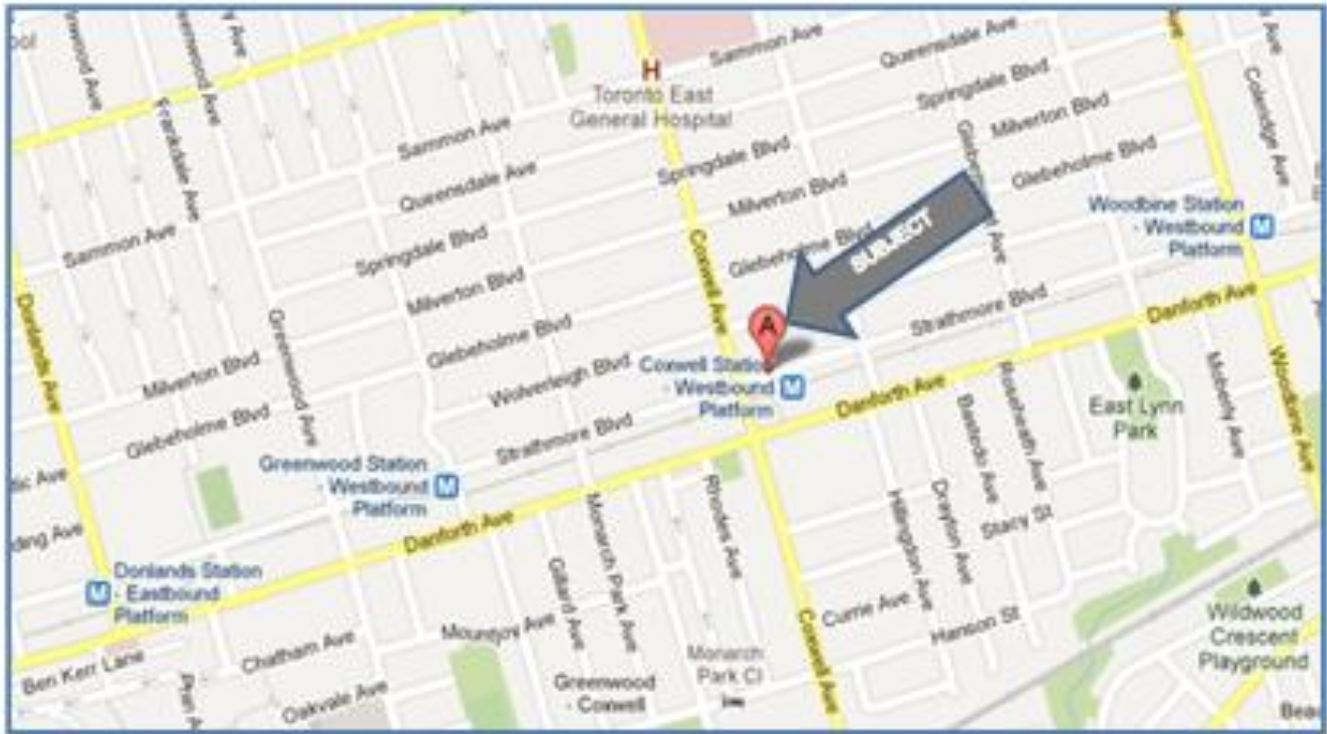 Sammon Ave
Queensdale Ave
Coleridge Ave
Springdale Blvd
H
Toronto East
General Hospital
Frankdale Ave
Sammon Ave
Milverton Blvd
Springdale Blvd
Glebeholme Blvd
Queensdale Ave
Milverton Blvd
Woodbine Station
- Westbound
Platform
M
Sammon Ave
Springdale Blvd
Coxwell Ave
Glebeholme Blvd
SUBJECT
Milverton Blvd
Donlands Ave
Greenwood Ave
Glebeholme Blvd
A
Strathmore Blvd
Danforth Ave
Milverton Blvd
Wolverleigh Blvd
Coxwell Station
- Westbound
Platform
M
Danforth Ave
Roseheath Ave
East Lynn
Park
Moberly Ave
Woodbine Ave
Glebeholme Blvd
Strathmore Blvd
Bastedo Ave
Greenwood Station
- Westbound
Platform
M
Danforth Ave
Monarch Park Ave
Rhodes Ave
Hillingdon Ave
Drayton Ave
Stacy St
Donlands Station
- Eastbound
Platform
M
Gillard Ave
Currie Ave
Hanson St
Wildwood
Crescent
Playground
Ben Kerr Lane
Chatham Ave
Mountjoy Ave
Oakvale Ave
Greenwood
- Coxwell
Monarch
Park CI
Coxwell Ave